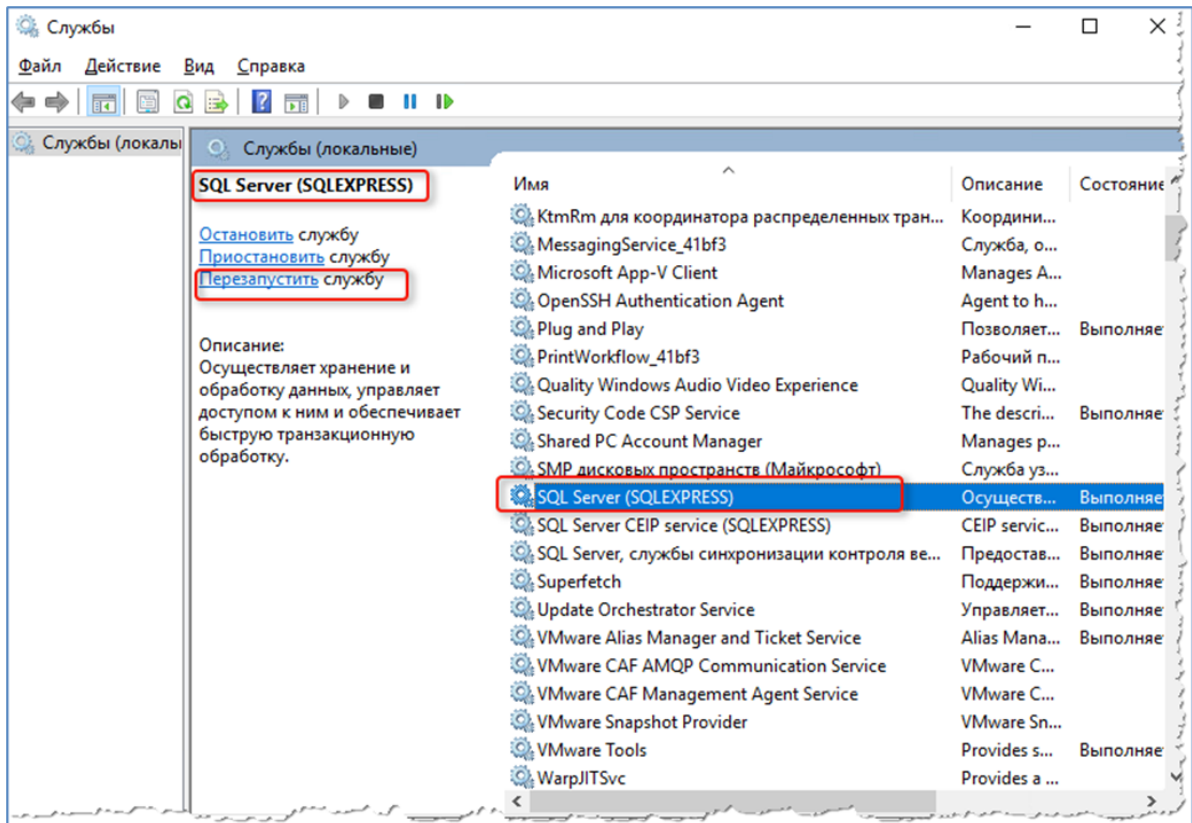 Службы
Файл Действие Вид Справка
Службы (локалы
Службы (локальные)
SQL Server (SQLEXPRESS)
Остановить службу
Приостановить службу
Перезапустить службу
Описание:
Осуществляет хранение и
обработку данных, управляет
доступом к ним и обеспечивает
быструю транзакционную
обработку.
Имя Описание Состояние
KtmRm для координатора распределенных тран... Координи...
MessagingService_41bf3 Служба, о...
Microsoft App-V Client Manages A...
OpenSSH Authentication Agent Agent to h...
Plug and Play Позволяет... Выполняе
PrintWorkflow_41bf3 Рабочий п...
Quality Windows Audio Video Experience Quality Wi...
Security Code CSP Service The descri... Выполняе
Shared PC Account Manager Manages p...
SMP дисковых пространств (Майкрософт) Служба уз...
SQL Server (SQLEXPRESS) Осуществ... Выполняе
SQL Server CEIP service (SQLEXPRESS) CEIP servic... Выполняе
SQL Server, службы синхронизации контроля ве... Предостав... Выполняе
Superfetch Поддержи... Выполняе
Update Orchestrator Service Управляет... Выполняе
VMware Alias Manager and Ticket Service Alias Mana... Выполняе
VMware CAF AMQP Communication Service VMware C...
VMware CAF Management Agent Service VMware C...
VMware Snapshot Provider VMware Sn...
VMware Tools Provides s... Выполняе
WarpJITSvc Provides a ...